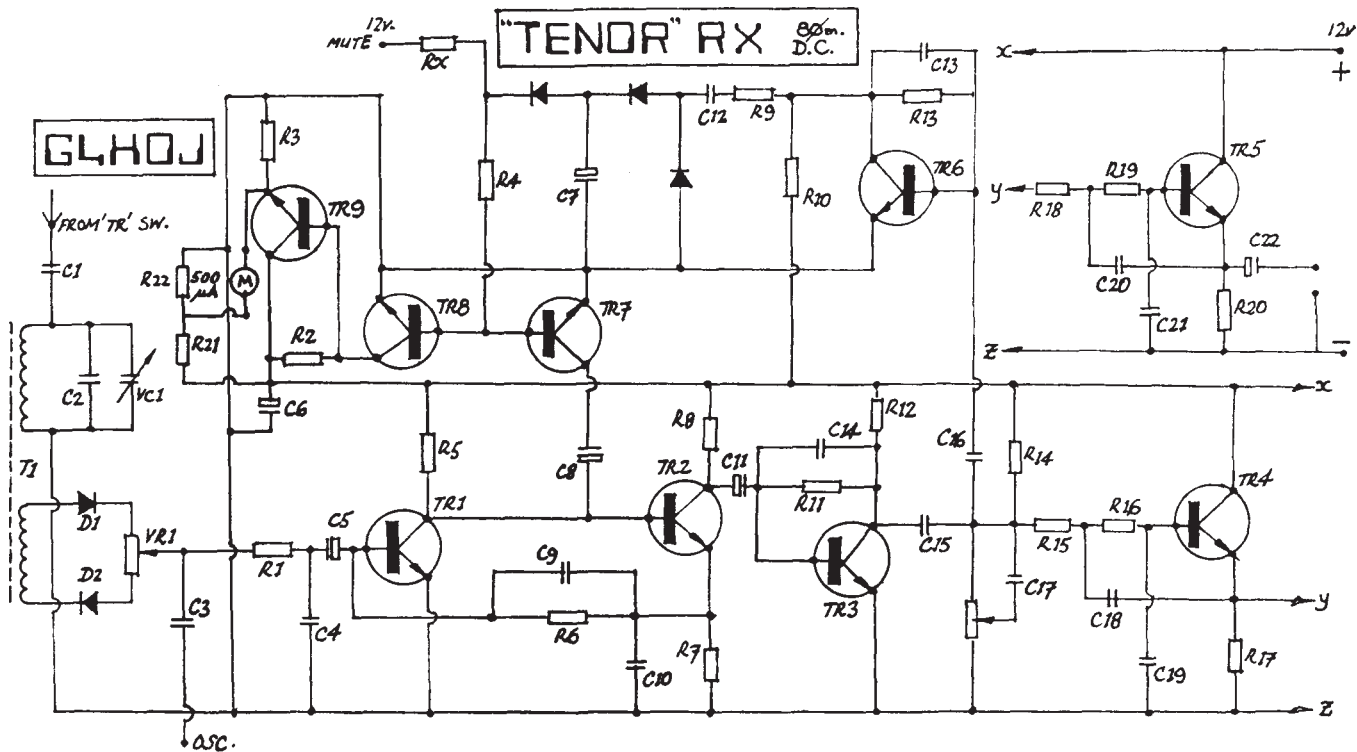 "TENOR" RX 80m.
D.C.
G4HOJ
12v.
MUTE
RX
C13
x
12v
+
R3
C12
R9
R13
TR5
R4
C7
R10
TR6
R19
y
R18
TR9
FROM 'TR' SW.
C1
R22
500
µA
M
C22
C20
R20
C21
TR8
TR7
R2
R21
z
-
C2
VC1
C6
x
R12
R8
C14
C16
R14
R5
C8
T1
TR2
C11
R11
TR4
TR1
D1
C5
VR1
R16
C15
R15
R1
C9
D2
TR3
C17
C18
C3
C4
R6
y
R7
C10
C19
R17
z
OSC.